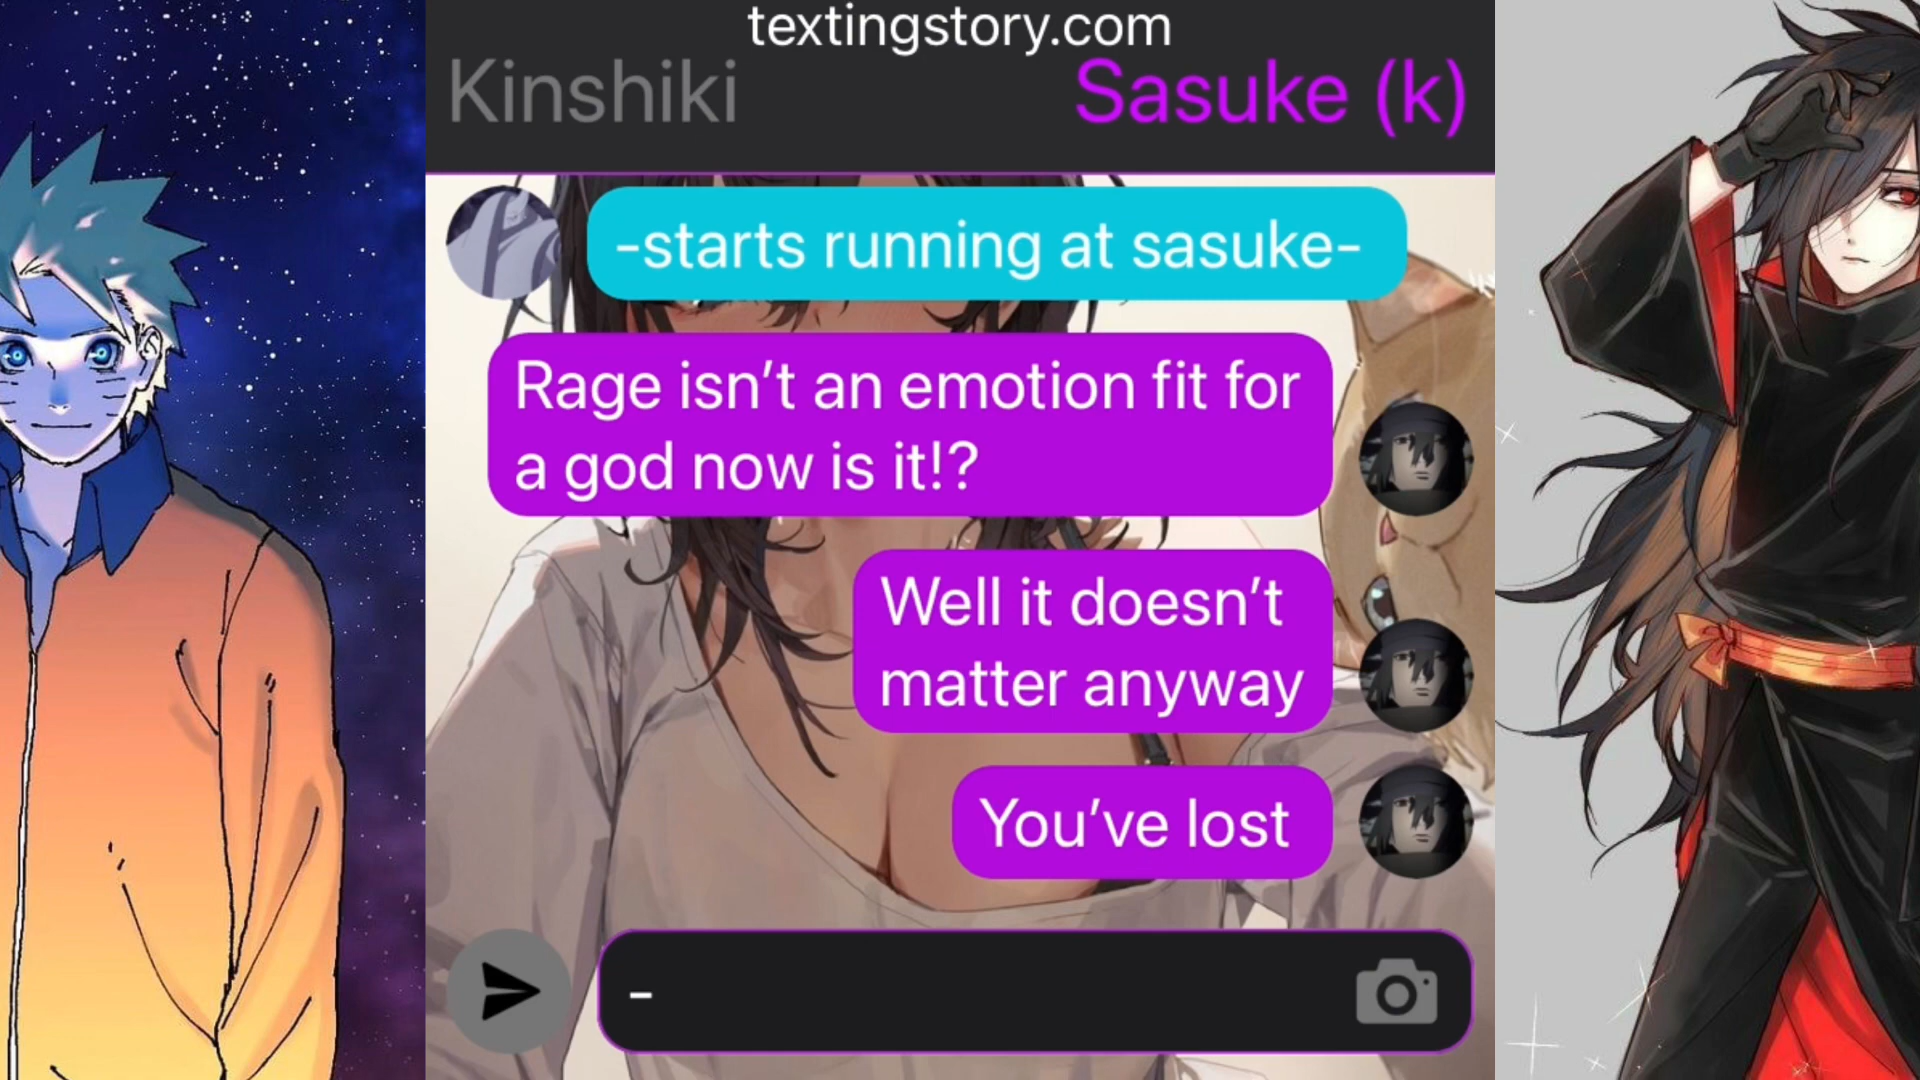 textingstory.com
Kinshiki
Sasuke (k)
-starts running at sasuke-
Rage isn’t an emotion fit for
a god now is it!?
Well it doesn’t
matter anyway
You’ve lost
-